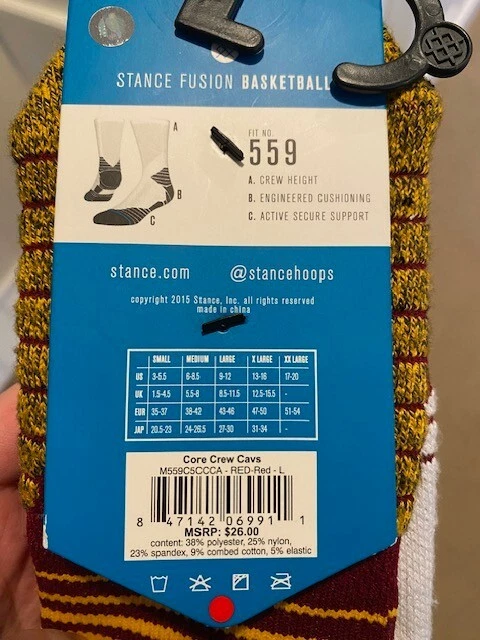 STANCE FUSION BASKETBALL
A
FIT NO.
559
A. CREW HEIGHT
B
B. ENGINEERED CUSHIONING
C
C. ACTIVE SECURE SUPPORT
stance.com @stancehoops
copyright 2015 Stance, Inc. all rights reserved
made in china
SMALL MEDIUM LARGE X LARGE XX LARGE
US 3-5.5 6-8.5 9-12 13-16 17-20
UK 1.5-4.5 5.5-8 8.5-11.5 12.5-15.5 -
EUR 35-37 38-42 43-46 47-50 51-54
JAP 20.5-23 24-26.5 27-30 31-34 -
Core Crew Cavs
M559C5CCCA - RED-Red - L
8 47142 06991 1
MSRP: $26.00
content: 38% polyester, 25% nylon,
23% spandex, 9% combed cotton, 5% elastic